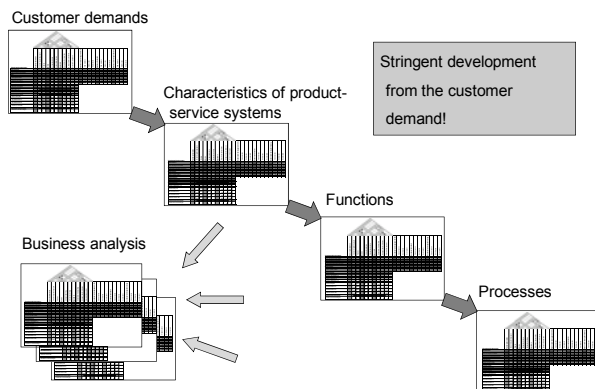 Customer demands
Stringent development
from the customer
demand!
Characteristics of product-
service systems
Functions
Business analysis
Processes